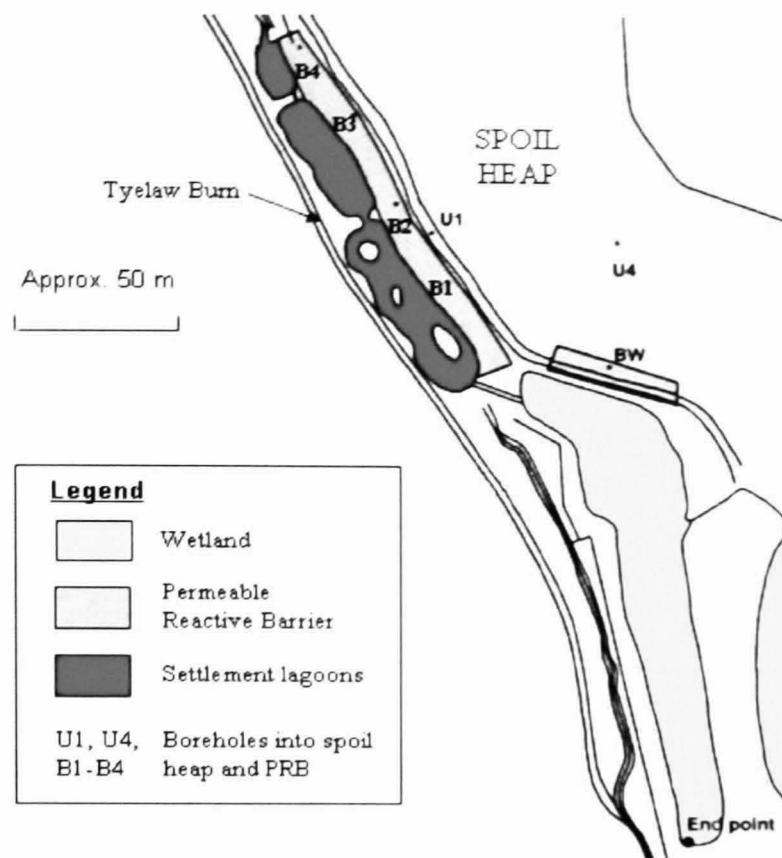 B4
B3
SPOIL
HEAP
Tyelaw Burn
B2
U1
U4
Approx. 50 m
B1
BW
Legend
Wetland
Permeable
Reactive Barrier
Settlement lagoons
U1, U4,
B1-B4
Boreholes into spoil
heap and PRB
End point